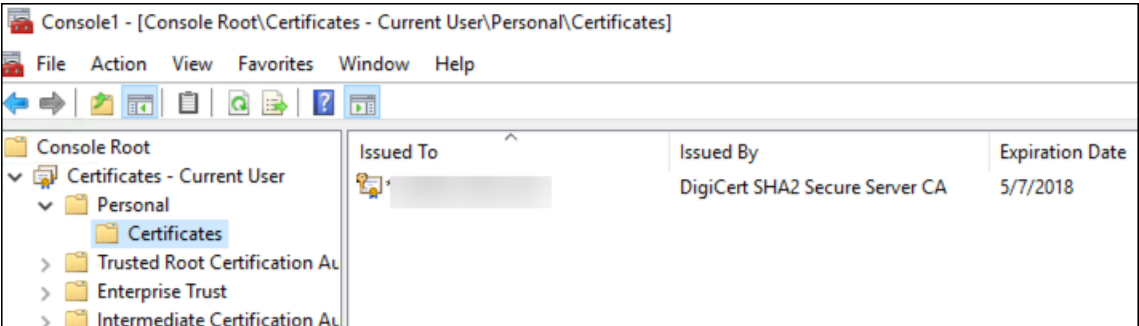 Console1 - [Console Root\Certificates - Current User\Personal\Certificates]
File Action View Favorites Window Help
Console Root
Certificates - Current User
Personal
Certificates
Trusted Root Certification Au
Enterprise Trust
Intermediate Certification Au
Issued To Issued By Expiration Date
* DigiCert SHA2 Secure Server CA 5/7/2018